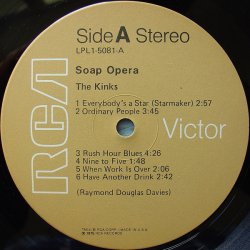 Side A Stereo
LPL1-5081-A
Soap Opera
The Kinks
1 Everybody's a Star (Starmaker) 2:57
2 Ordinary People 3:45
RCA
Victor
3 Rush Hour Blues 4:26
4 Nine to Five 1:48
5 When Work Is Over 2:06
6 Have Another Drink 2:42
(Raymond Douglas Davies)